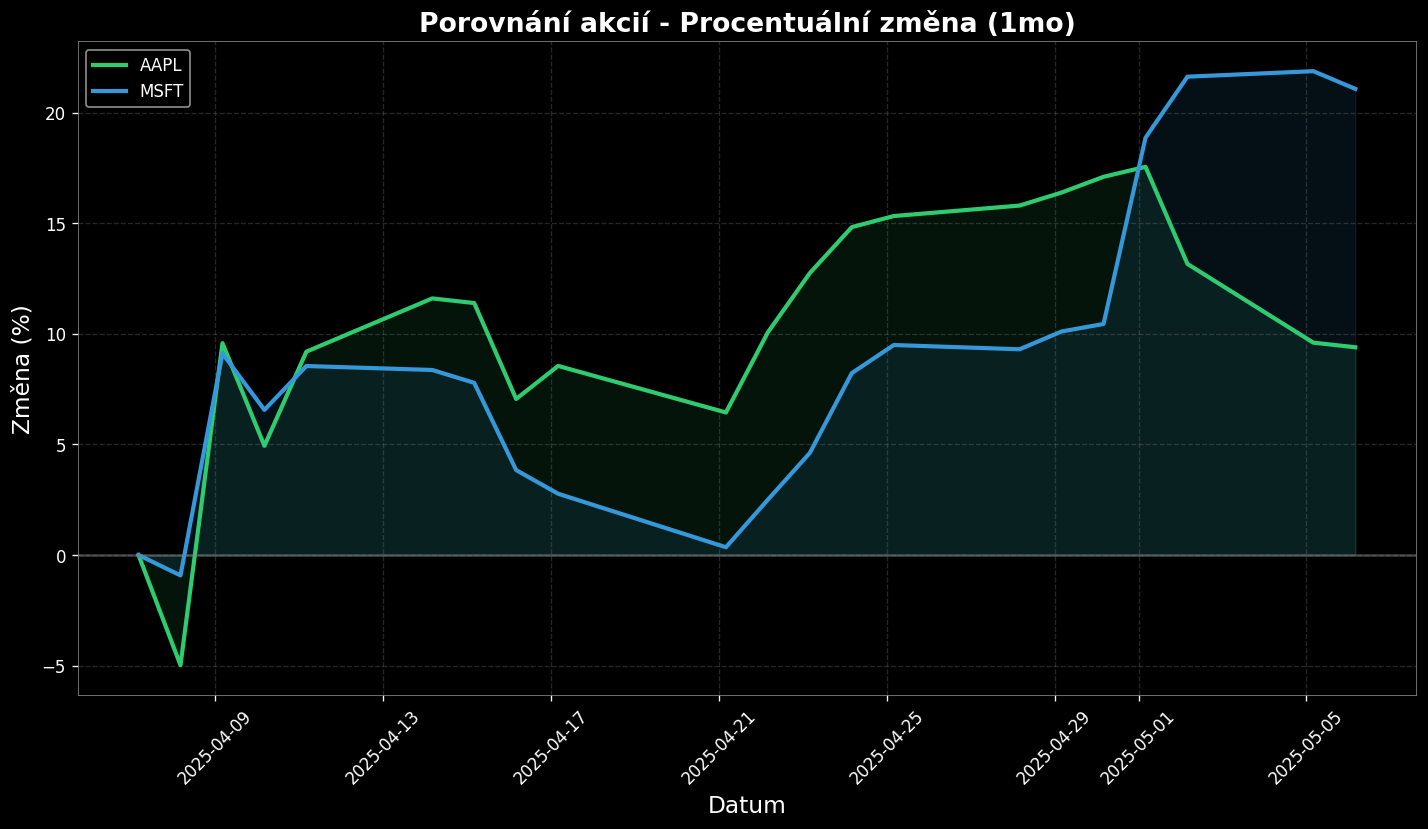 Porovnání akcií - Procentuální změna (1mo)
AAPL
MSFT
Změna (%)
20
15
10
5
0
−5
2025-04-09
2025-04-13
2025-04-17
2025-04-21
2025-04-25
2025-04-29
2025-05-01
2025-05-05
Datum